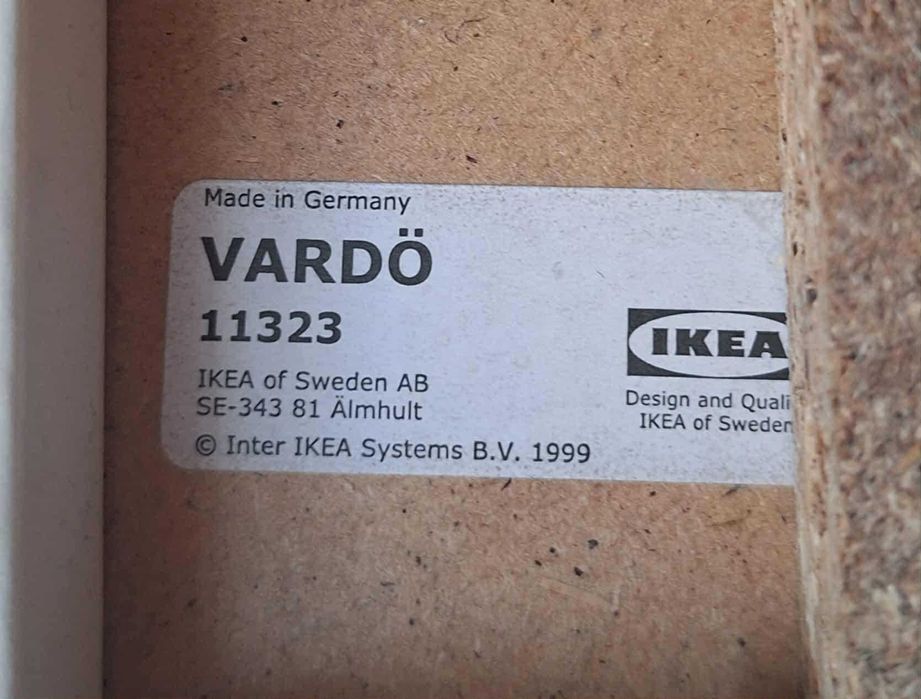 Made in Germany
VARDÖ
11323
IKEA of Sweden AB
SE-343 81 Älmhult
© Inter IKEA Systems B.V. 1999
IKEA
Design and Quali
IKEA of Sweden